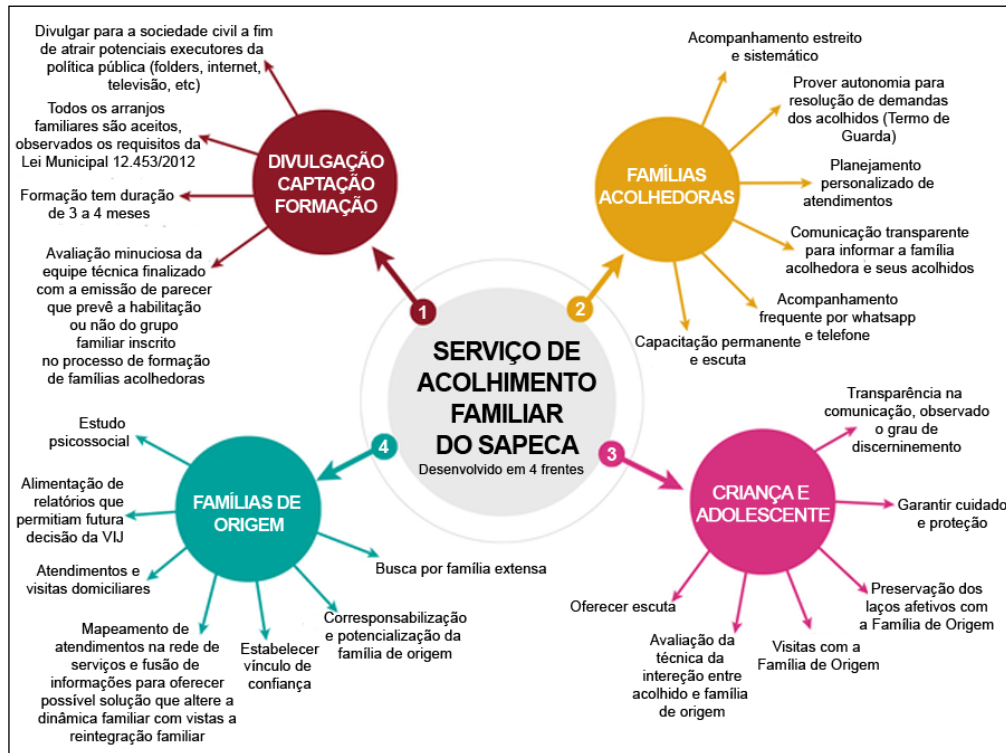 Divulgar para a sociedade civil a fim
de atrair potenciais executores da
política pública (folders, internet,
televisão, etc)
Todos os arranjos
familiares são aceitos,
observados os requisitos da
Lei Municipal 12.453/2012
Formação tem duração
de 3 a 4 meses
Avaliação minuciosa da
equipe técnica finalizado
com a emissão de parecer
que prevê a habilitação
ou não do grupo
familiar inscrito
no processo de formação
de famílias acolhedoras
DIVULGAÇÃO
CAPTAÇÃO
FORMAÇÃO
1
FAMÍLIAS
ACOLHEDORAS
2
Acompanhamento estreito
e sistemático
Prover autonomia para
resolução de demandas
dos acolhidos (Termo de
Guarda)
Planejamento
personalizado de
atendimentos
Comunicação transparente
para informar a família
acolhedora e seus acolhidos
Acompanhamento
frequente por whatsapp
e telefone
Capacitação permanente
e escuta
SERVIÇO DE
ACOLHIMENTO
FAMILIAR
DO SAPECA
Desenvolvido em 4 frentes
3
CRIANÇA E
ADOLESCENTE
Transparência na
comunicação, observado
o grau de
discerninemento
Garantir cuidado
e proteção
Preservação dos
laços afetivos com
a Família de Origem
Visitas com a
Família de Origem
Avaliação da
técnica da
intereção entre
acolhido e família
de origem
Oferecer escuta
4
FAMÍLIAS DE
ORIGEM
Estudo
psicossocial
Alimentação de
relatórios que
permitiam futura
decisão da VIJ
Atendimentos e
visitas domiciliares
Mapeamento de
atendimentos na rede de
serviços e fusão de
informações para oferecer
possível solução que altere a
dinâmica familiar com vistas a
reintegração familiar
Estabelecer
vínculo de
confiança
Corresponsabilização
e potencialização da
família de origem
Busca por família extensa